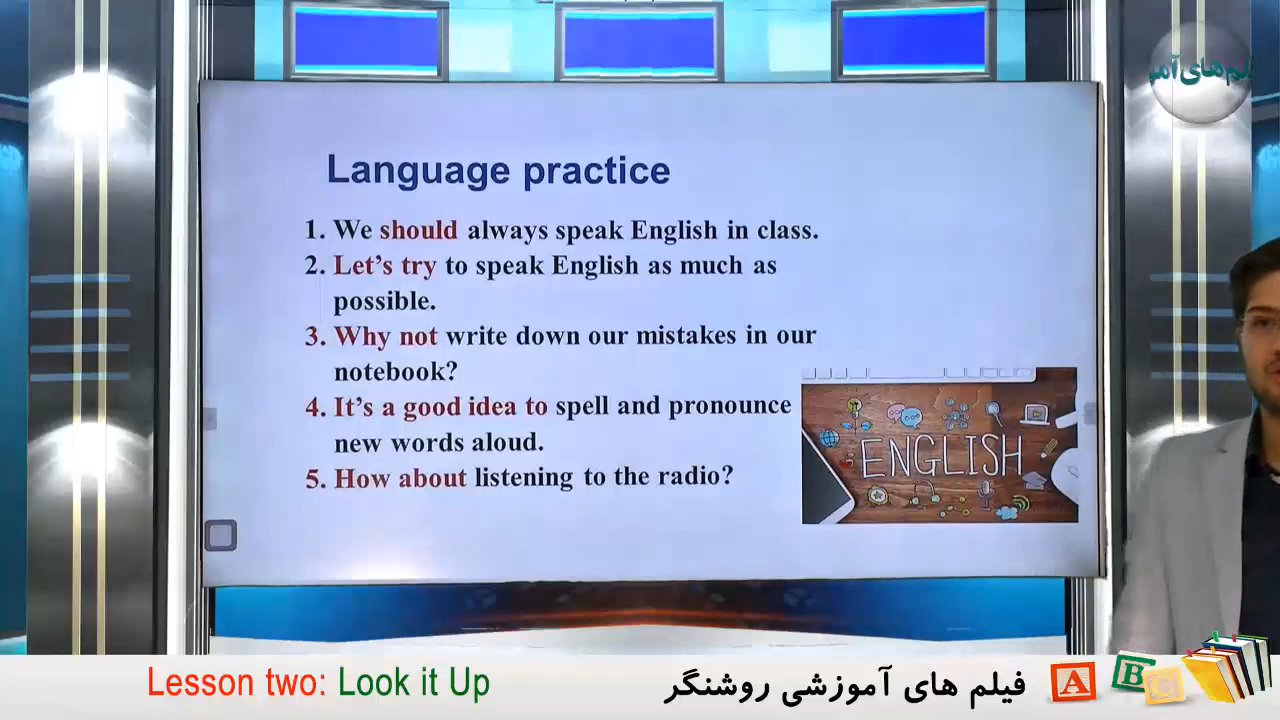 فیلم های آمو
Language practice
1. We should always speak English in class.
2. Let's try to speak English as much as
possible.
3. Why not write down our mistakes in our
notebook?
4. It's a good idea to spell and pronounce
new words aloud.
5. How about listening to the radio?
ENGLISH
Lesson two: Look it Up
فیلم های آموزشی روشنگر
A
B
C